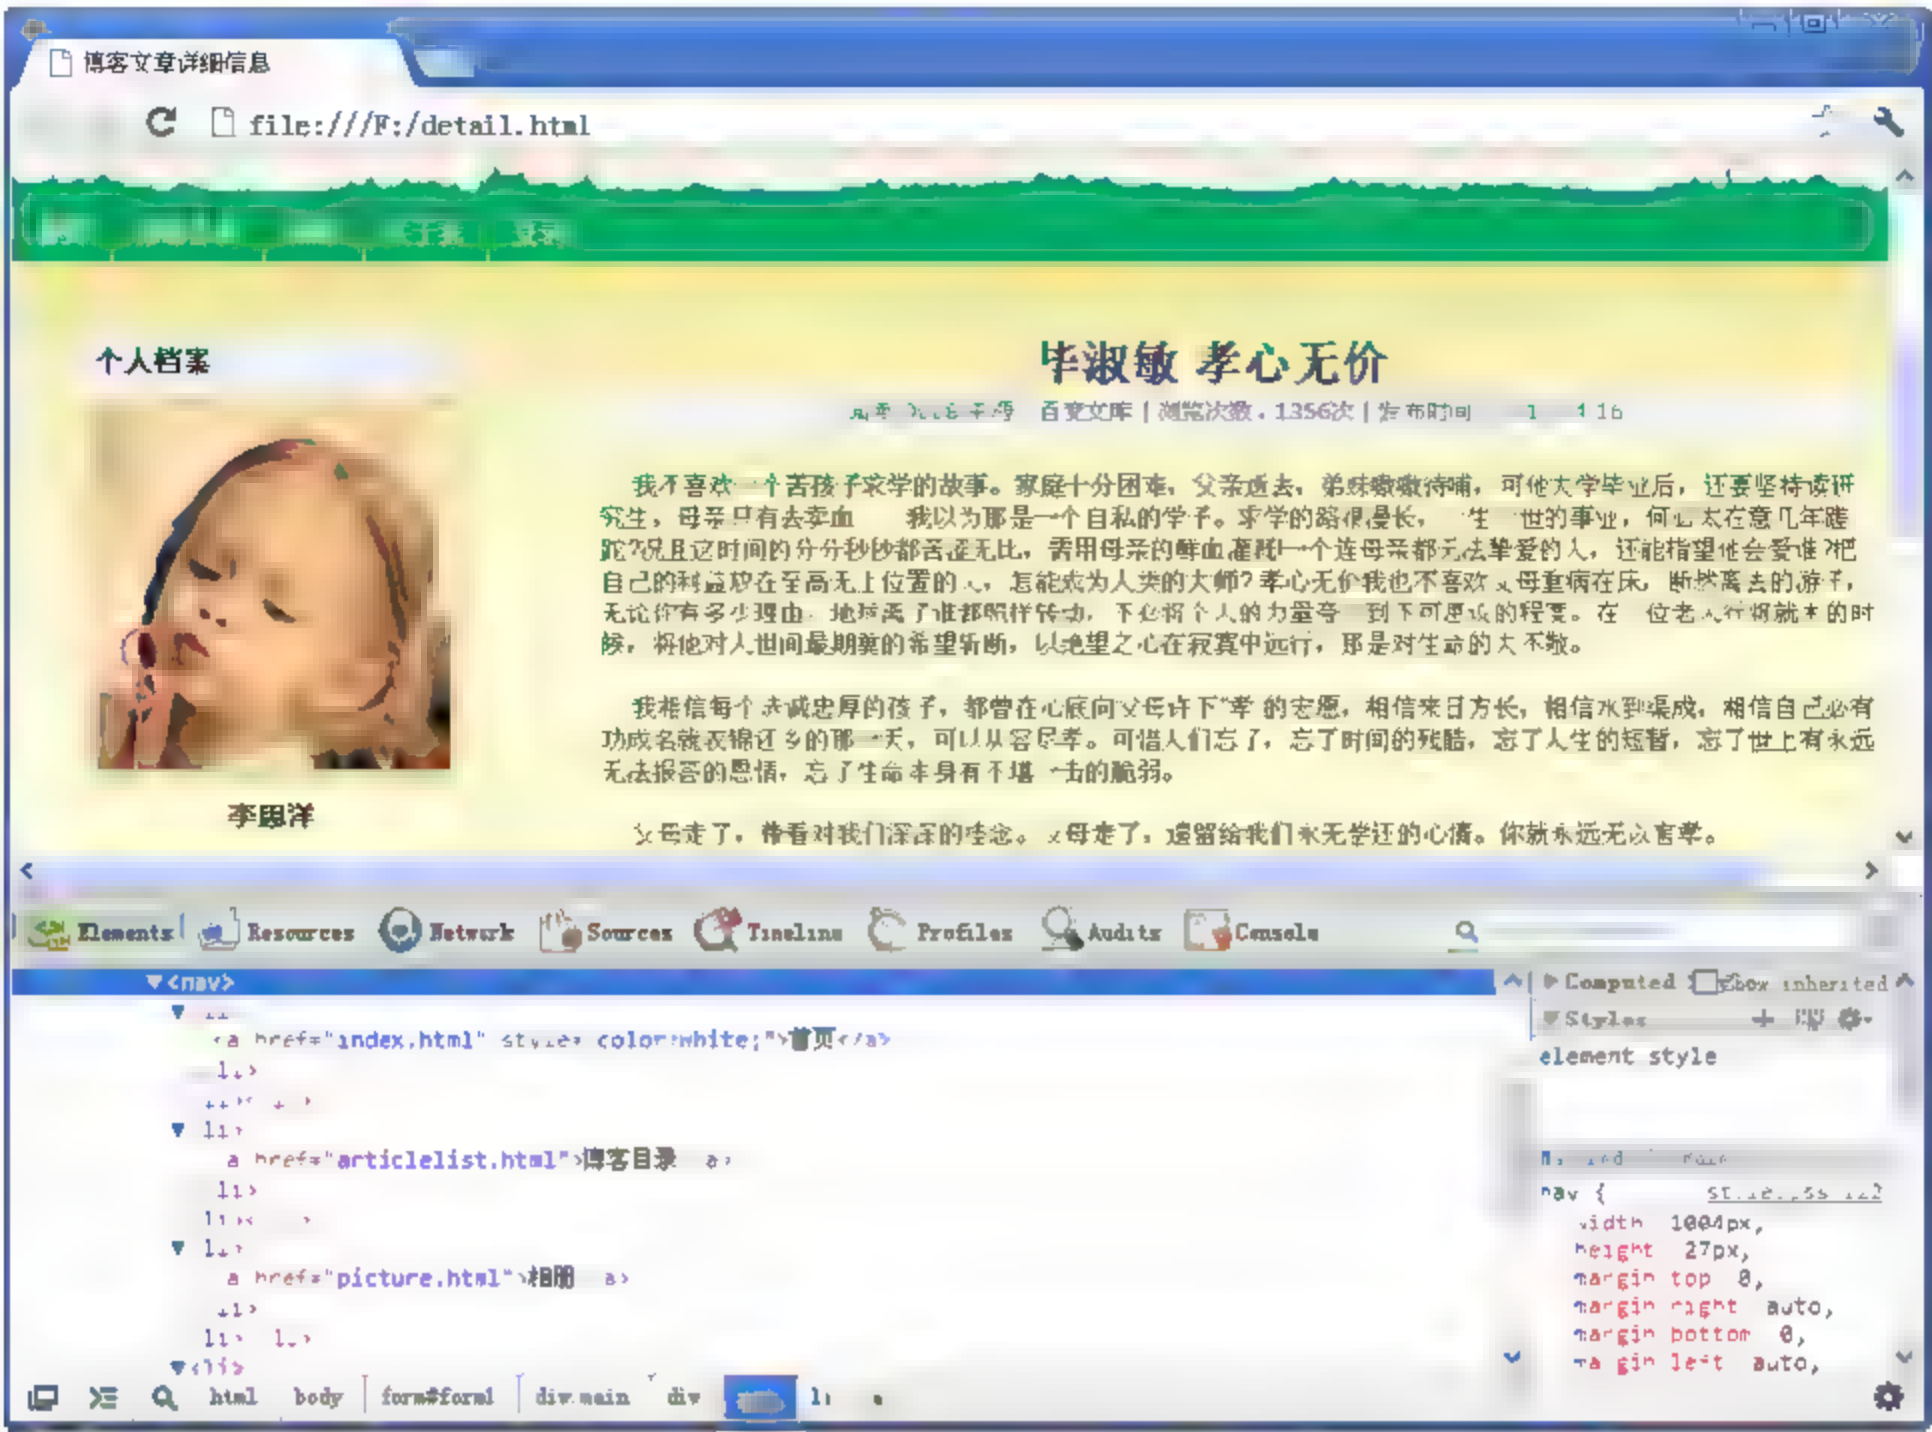 博客文章详细信息
file:///F:/detail.html
个人档案
毕淑敏 孝心无价
百度文库 | 浏览次数：1356次 | 发布时间
我不喜欢一个苦孩子求学的故事。家庭十分困难，父亲逝去，弟妹嗷嗷待哺，可他大学毕业后，还要坚持读研
究生，母亲只有去卖血 我以为那是一个自私的学子。求学的路很漫长， 生 世的事业，何必太在意几年蹉
跎?况且这时间的分分秒秒都苦涩无比，需用母亲的鲜血灌溉!一个连母亲都无法挚爱的人，还能指望他会爱谁?把
自己的利益放在至高无上位置的人，怎能成为人类的大师?孝心无价我也不喜欢父母重病在床，断然离去的游子，
无论你有多少理由 地球离了谁都照样转动，不必将个人的力量夸 到不可思议的程度。在 位老人行将就木的时
候，将他对人世间最期冀的希望斩断，以绝望之心在寂寞中远行，那是对生命的大不敬。
我相信每个赤诚忠厚的孩子，都曾在心底向父母许下"孝 的宏愿，相信来日方长，相信水到渠成，相信自己必有
功成名就衣锦还乡的那一天，可以从容尽孝。可惜人们忘了，忘了时间的残酷，忘了人生的短暂，忘了世上有永远
无法报答的恩情，忘了生命本身有不堪一击的脆弱。
父母走了，带着对我们深深的挂念。父母走了，遗留给我们永无偿还的心情。你就永远无以言孝。
李思洋
Elements Resources Network Sources Timeline Profiles Audits Console
▼<nav>
Computed Show inherited
Styles
<a href="index.html" style= color:white;">首页</a>
element style
li>
a href="articlelist.html">博客目录 a>
li>
nav {
width 1004px,
height 27px,
a href="picture.html">相册 a>
margin top 0,
margin right auto,
margin bottom 0,
▼<li>
margin left auto,
html body form#form1 div.main div li a